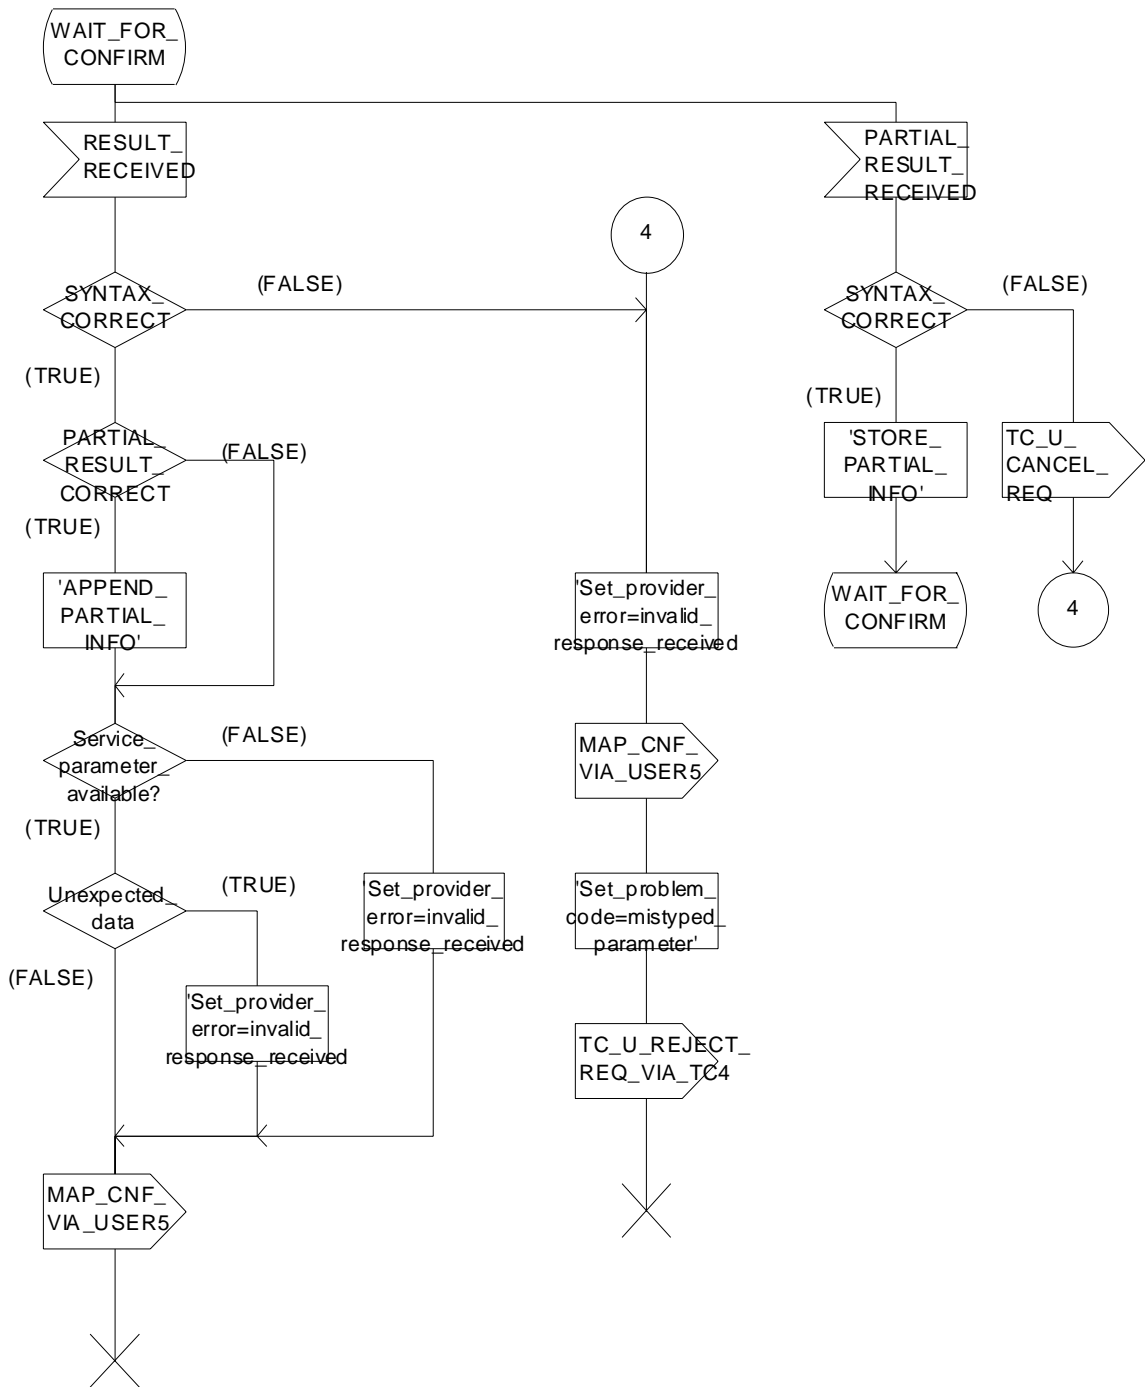 WAIT_FOR_
CONFIRM
RESULT_
RECEIVED
PARTIAL_
RESULT_
RECEIVED
4
SYNTAX_
CORRECT
(FALSE)
SYNTAX_
CORRECT
(FALSE)
(TRUE)
(TRUE)
PARTIAL_
RESULT_
CORRECT
(FALSE)
'STORE_
PARTIAL_
INFO'
TC_U_
CANCEL_
REQ
(TRUE)
'APPEND_
PARTIAL_
INFO'
'Set_provider_
error=invalid_
response_received
WAIT_FOR_
CONFIRM
4
Service_
parameter_
available?
(FALSE)
MAP_CNF_
VIA_USER5
(TRUE)
Unexpected_
data
(TRUE)
'Set_provider_
error=invalid_
response_received
'Set_problem_
code=mistyped_
parameter'
(FALSE)
'Set_provider_
error=invalid_
response_received
TC_U_REJECT_
REQ_VIA_TC4
MAP_CNF_
VIA_USER5